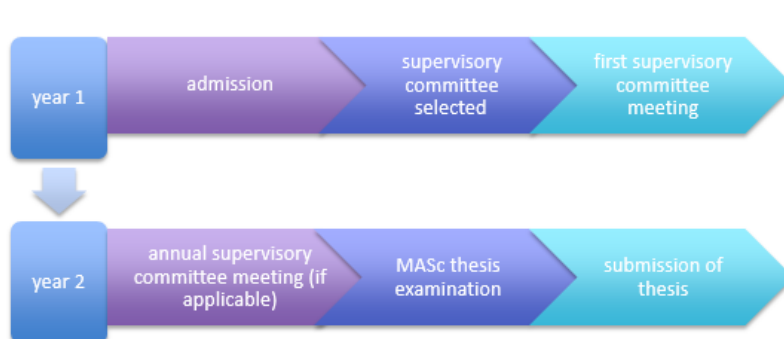 year 1
admission
supervisory
committee
selected
first supervisory
committee
meeting
year 2
annual supervisory
committee meeting (if
applicable)
MASc thesis
examination
submission of
thesis